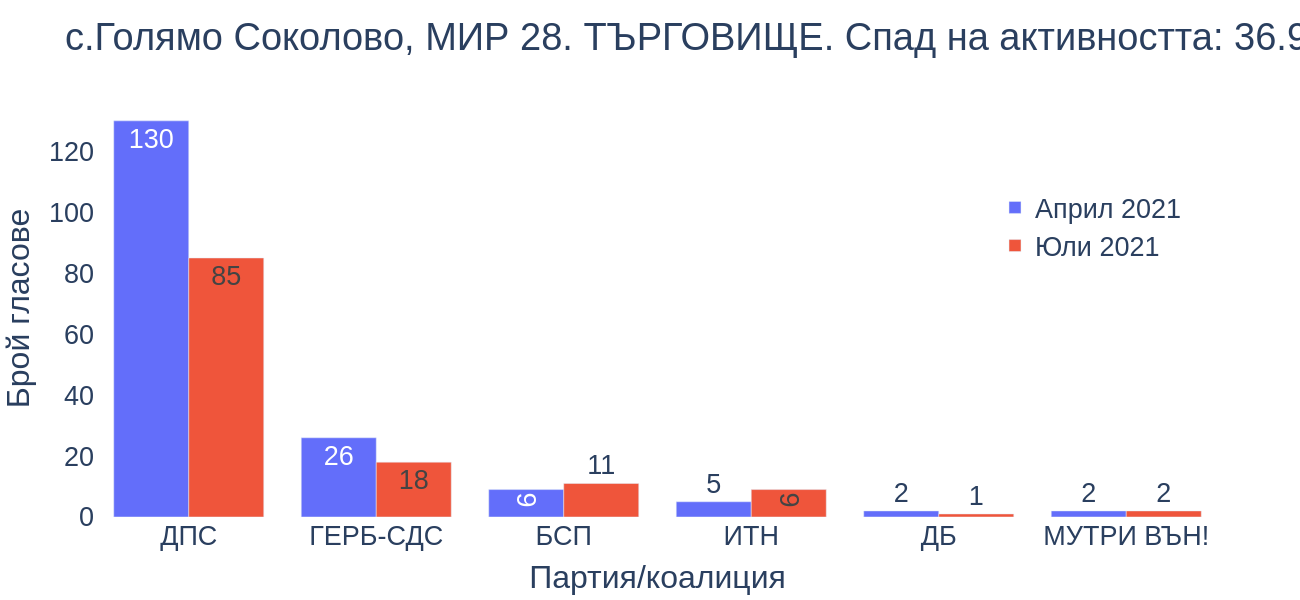 с.Голямо Соколово, МИР 28. ТЪРГОВИЩЕ. Спад на активността: 36.9
Брой гласове
120
100
80
60
40
20
0
130
85
26
18
9
11
5
9
2
1
2
2
Април 2021
Юли 2021
ДПС
ГЕРБ-СДС
БСП
ИТН
ДБ
МУТРИ ВЪН!
Партия/коалиция